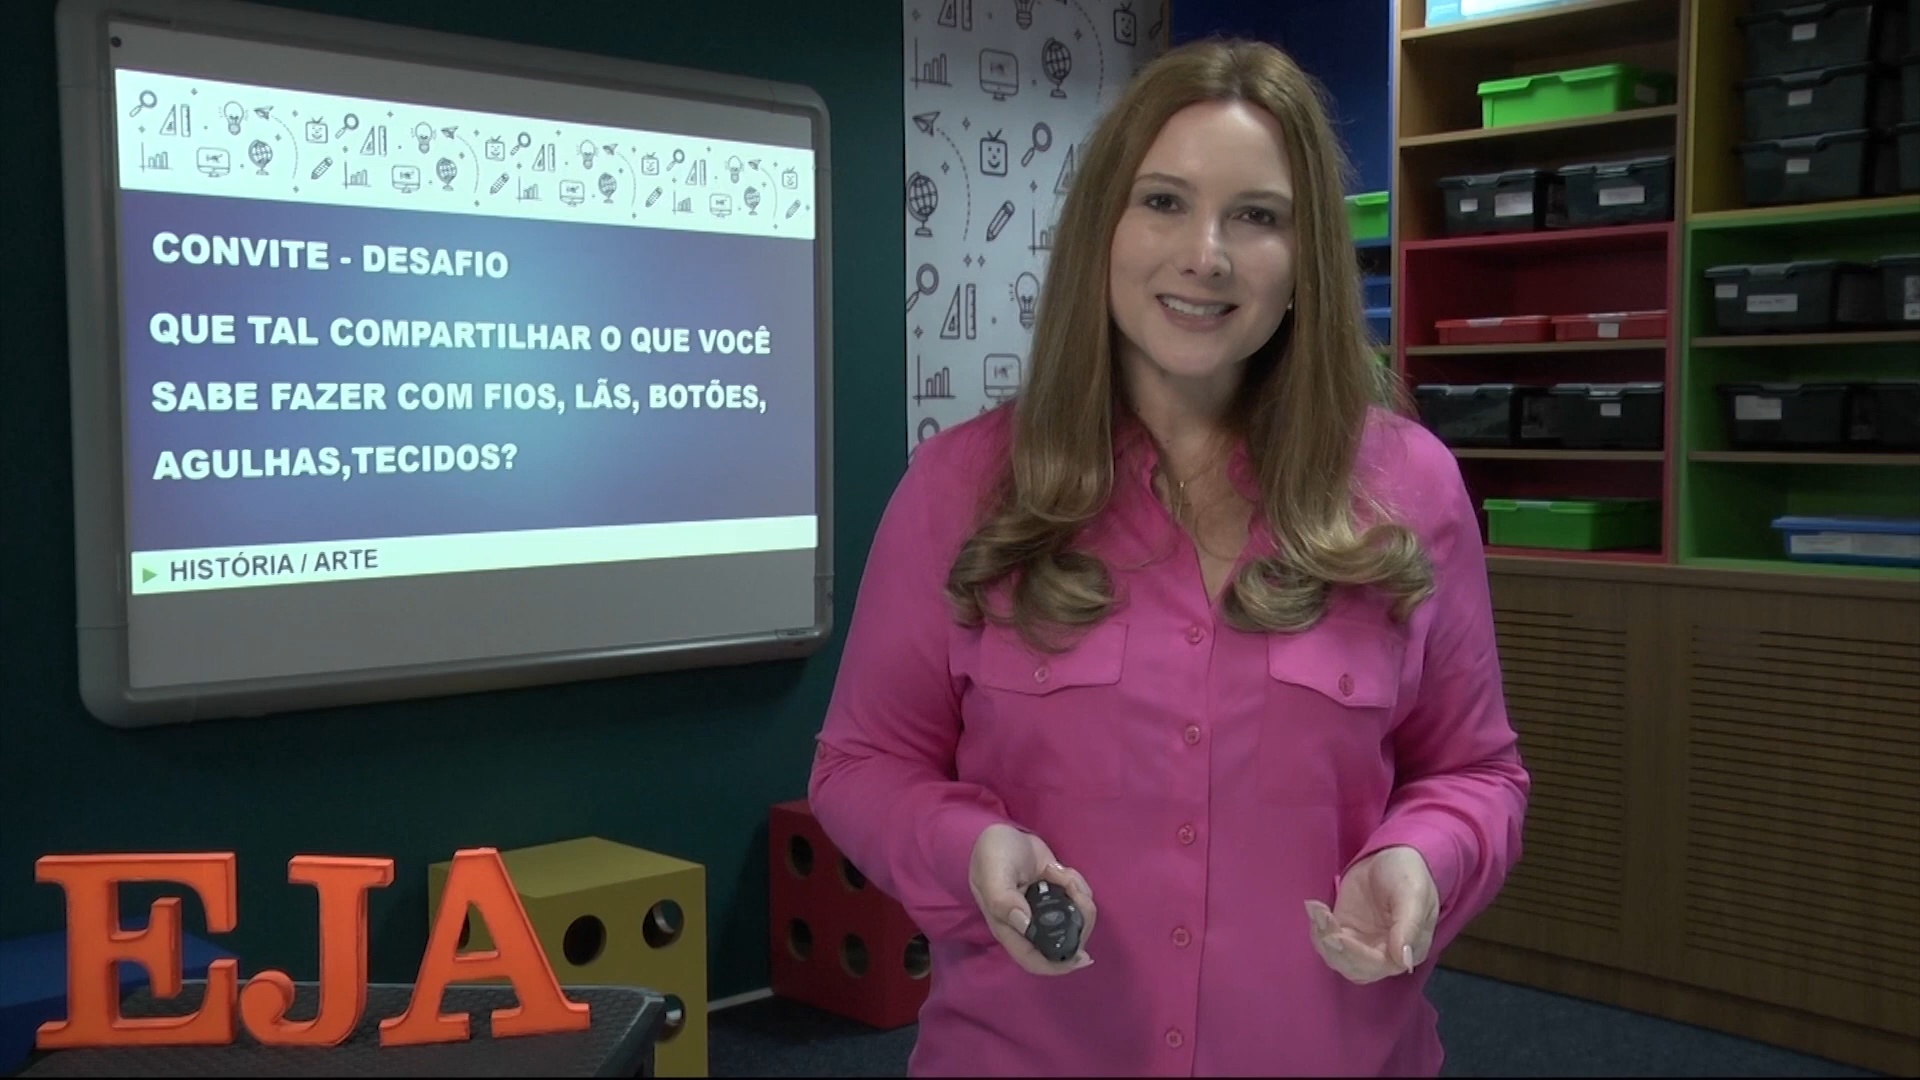 CONVITE - DESAFIO
QUE TAL COMPARTILHAR O QUE VOCÊ
SABE FAZER COM FIOS, LÃS, BOTÕES,
AGULHAS,TECIDOS?
HISTÓRIA / ARTE
EJA